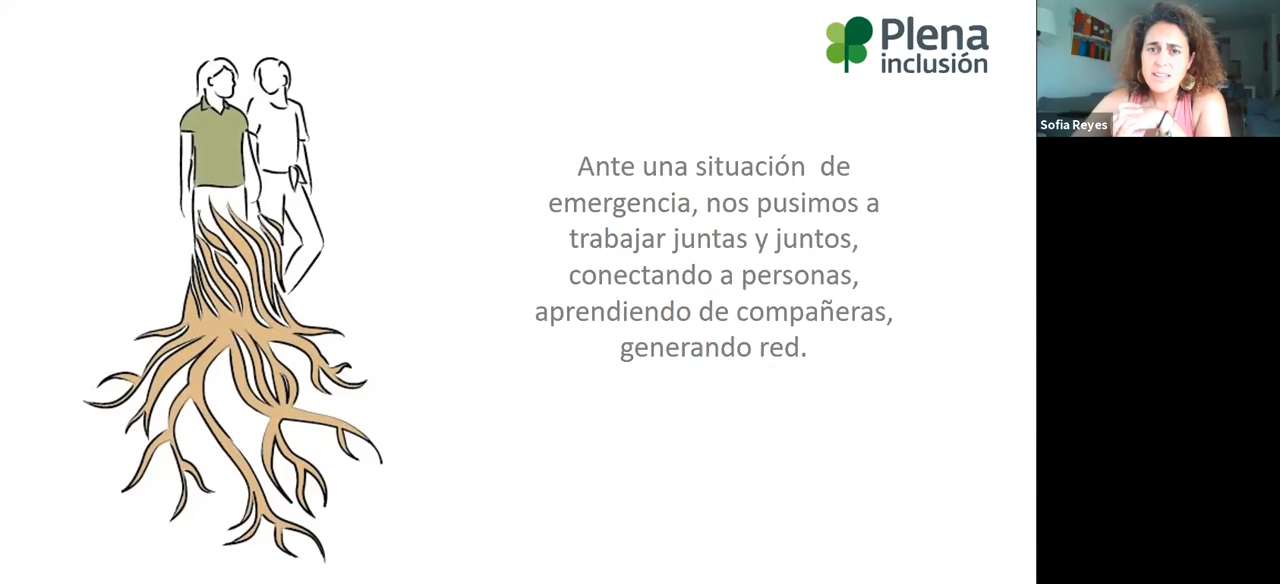 Plena
inclusión
Sofia Reyes
Ante una situación  de
emergencia, nos pusimos a
trabajar juntas y juntos,
conectando a personas,
aprendiendo de compañeras,
generando red.